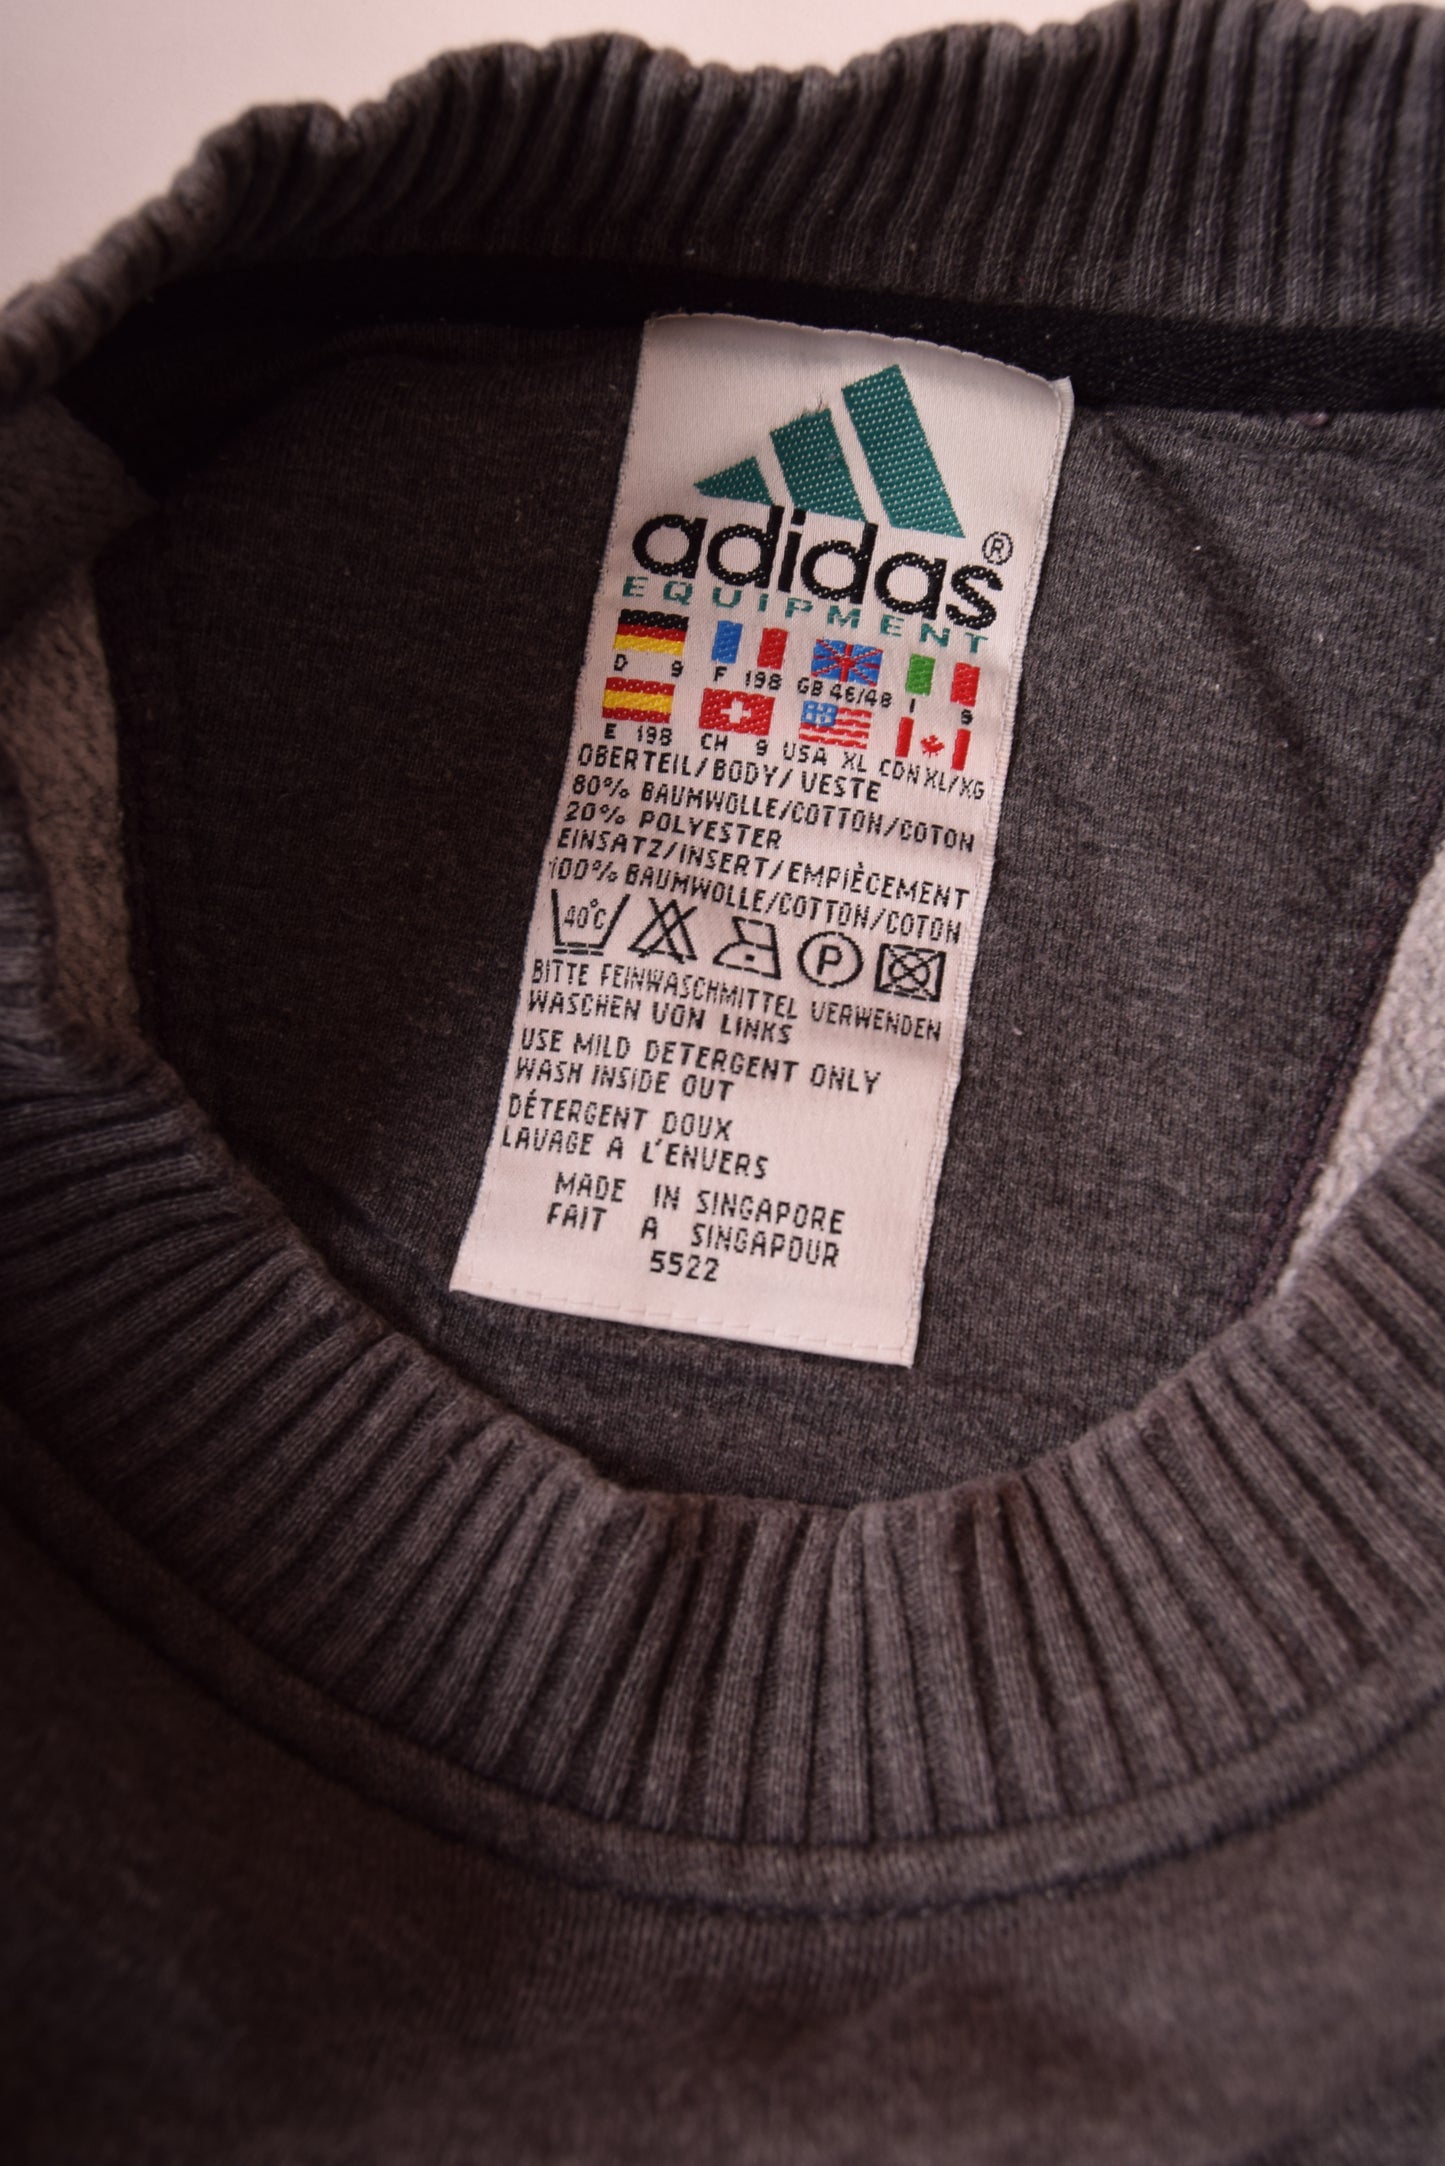 adidas®
EQUIPMENT
D 9 F 198 GB 46/48 I 9
E 198 CH 9 USA XL CDN XL/XG
OBERTEIL/BODY/VESTE
80% BAUMWOLLE/COTTON/COTON
20% POLYESTER
EINSATZ/INSERT/EMPIÈCEMENT
100% BAUMWOLLE/COTTON/COTON
40°C P
BITTE FEINWASCHMITTEL VERWENDEN
WASCHEN VON LINKS
USE MILD DETERGENT ONLY
WASH INSIDE OUT
DÉTERGENT DOUX
LAVAGE A L'ENVERS
MADE IN SINGAPORE
FAIT A SINGAPOUR
5522